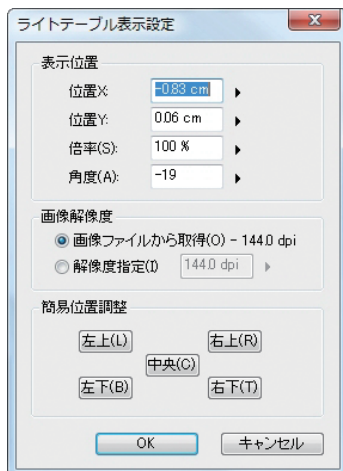 ライトテーブル表示設定
表示位置
位置X: -0.83 cm
位置Y: 0.06 cm
倍率(S): 100 %
角度(A): -19
画像解像度
画像ファイルから取得(O) - 144.0 dpi
解像度指定(I) 144.0 dpi
簡易位置調整
左上(L) 右上(R)
中央(C)
左下(B) 右下(T)
OK キャンセル